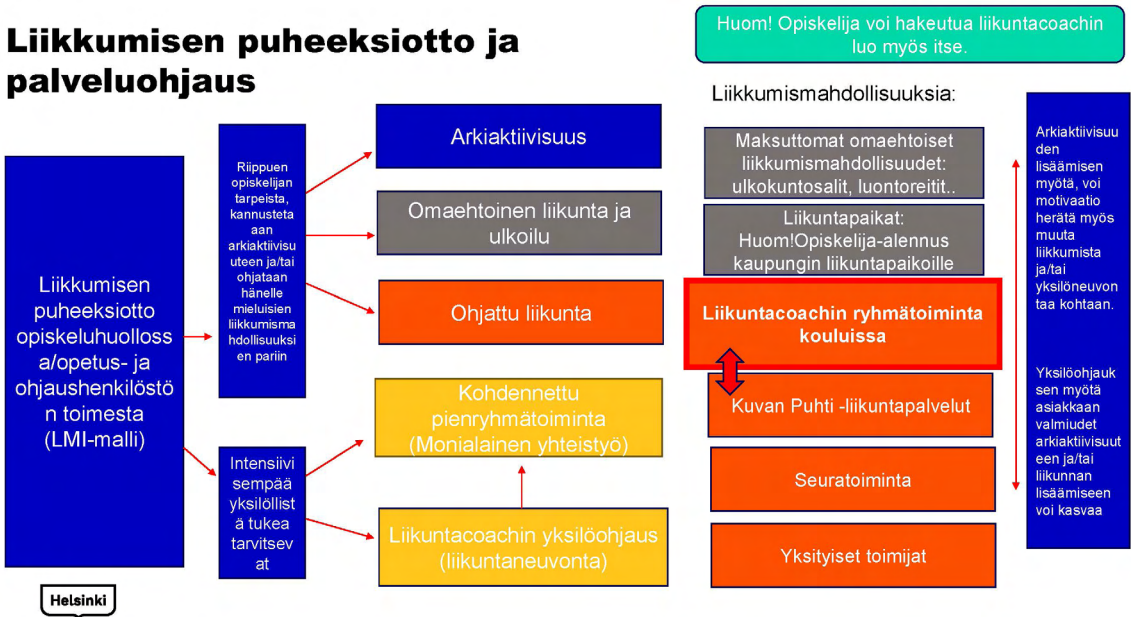 Liikkumisen puheeksiotto ja
palveluohjaus
Huom! Opiskelija voi hakeutua liikuntacoachin
luo myös itse.
Liikkumisen
puheeksiotto
opiskeluhuolloss
a/opetus- ja
ohjaushenkilöstö
n toimesta
(LMI-malli)
Riippuen
opiskelijan
tarpeista,
kannusteta
an
arkiaktiivisu
uteen ja/tai
ohjataan
hänelle
mieluisien
liikkumisma
hdollisuuksi
en pariin
Intensiivi
sempää
yksilöllist
ä tukea
tarvitsev
at
Arkiaktiivisuus
Omaehtoinen liikunta ja
ulkoilu
Ohjattu liikunta
Kohdennettu
pienryhmätoiminta
(Monialainen yhteistyö)
Liikuntacoachin yksilöohjaus
(liikuntaneuvonta)
Liikkumismahdollisuuksia:
Maksuttomat omaehtoiset
liikkumismahdollisuudet:
ulkokuntosalit, luontoreitit..
Liikuntapaikat:
Huom!Opiskelija-alennus
kaupungin liikuntapaikoille
Liikuntacoachin ryhmätoiminta
kouluissa
Kuvan Puhti -liikuntapalvelut
Seuratoiminta
Yksityiset toimijat
Arkiaktiivisuu
den
lisäämisen
myötä, voi
motivaatio
herätä myös
muuta
liikkumista
ja/tai
yksilöneuvon
taa kohtaan.
Yksilöohjauk
sen myötä
asiakkaan
valmiudet
arkiaktiivisuut
een ja/tai
liikunnan
lisäämiseen
voi kasvaa
Helsinki